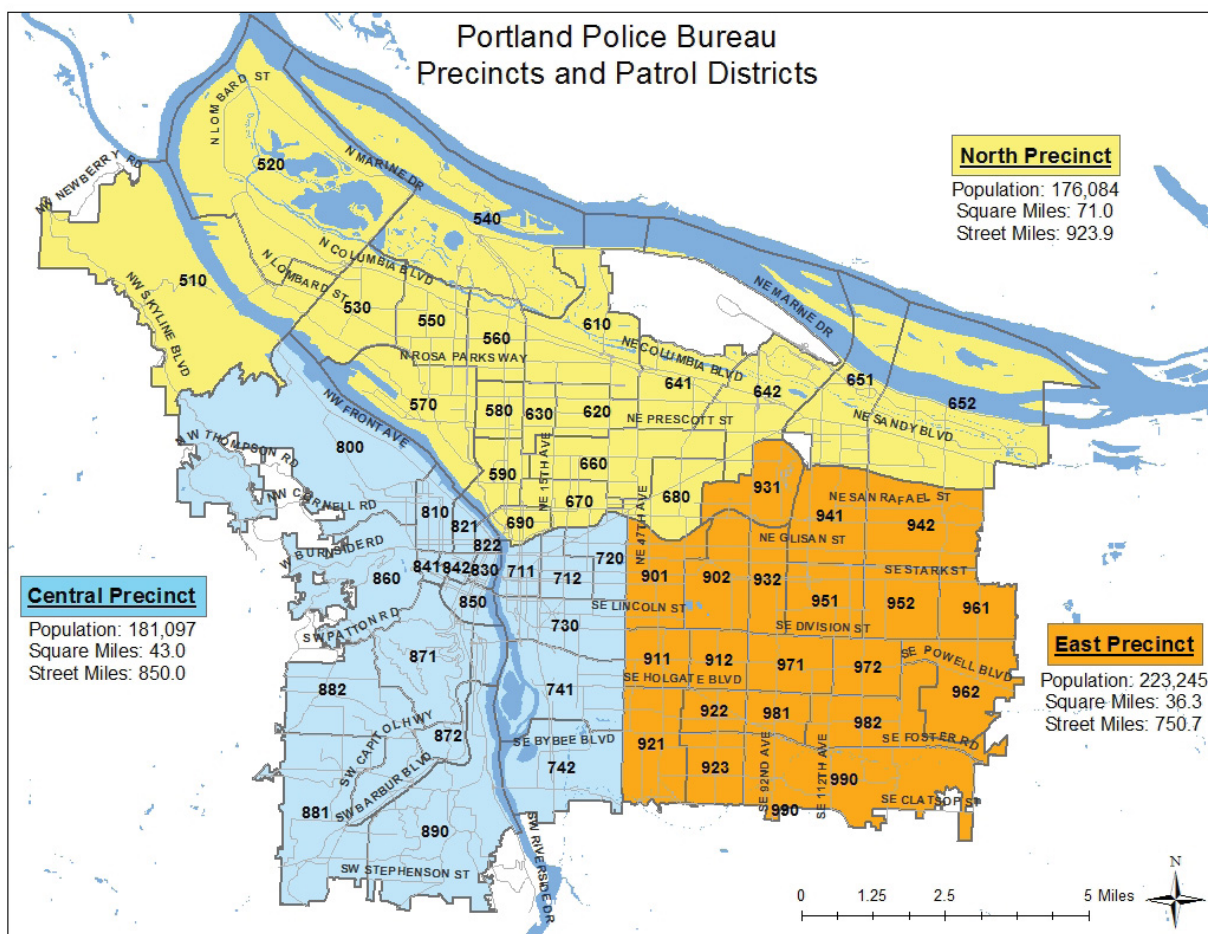 Portland Police Bureau
Precincts and Patrol Districts
North Precinct
Population: 176,084
Square Miles: 71.0
Street Miles: 923.9
N LOMBARD ST
520
N MARINE DR
NW NEWBERRY RD
540
510
N COLUMBIA BLVD
N LOMBARD ST
NW SKYLINE BLVD
530
550
560
610
NE MARINE DR
NE COLUMBIA BLVD
N ROSA PARKS WAY
641
642
651
652
570
580
630
620
NE PRESCOTT ST
NE SANDY BLVD
NW FRONT AVE
NW THOMPSON RD
800
590
NE 15TH AVE
660
670
680
690
931
NW CORNELL RD
810
821
822
NE 47TH AVE
NE SAN RAFAEL ST
941
942
NE GLISAN ST
W BURNSIDE RD
841
842
830
711
712
720
901
902
932
SE STARK ST
860
850
SE LINCOLN ST
951
952
961
730
SE DIVISION ST
SW PATTON RD
Central Precinct
Population: 181,097
Square Miles: 43.0
Street Miles: 850.0
East Precinct
Population: 223,245
Square Miles: 36.3
Street Miles: 750.7
871
911
912
971
972
SE POWELL BLVD
SE HOLGATE BLVD
882
741
922
981
982
962
SW CAPITOL HWY
872
SE BYBEE BLVD
921
SE FOSTER RD
742
923
SE 92ND AVE
SE 112TH AVE
990
SW BARBUR BLVD
881
890
990
SE CLATSOP ST
SW RIVERSIDE DR
SW STEPHENSON ST
N
0 1.25 2.5 5 Miles